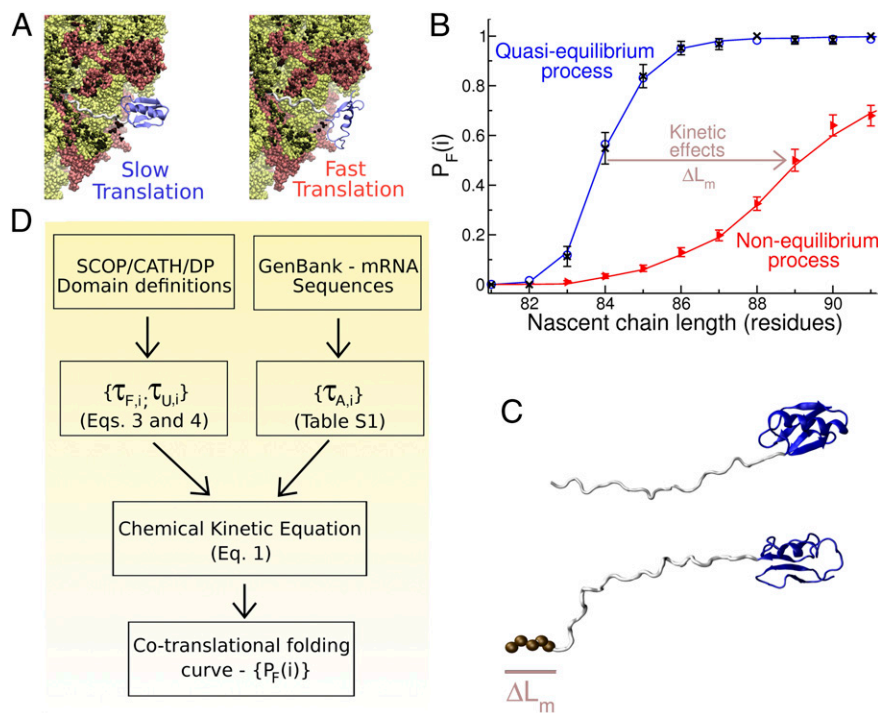 A
Slow
Translation
Fast
Translation
B
P_F(i)
1
0.8
0.6
0.4
0.2
0
82
84
86
88
90
Nascent chain length (residues)
Quasi-equilibrium
process
Kinetic
effects
ΔL_m
Non-equilibrium
process
C
ΔL_m
D
SCOP/CATH/DP
Domain definitions
GenBank - mRNA
Sequences
{τ_F,i; τ_U,i}
(Eqs. 3 and 4)
{τ_A,i}
(Table S1)
Chemical Kinetic Equation
(Eq. 1)
Co-translational folding
curve - {P_F(i)}